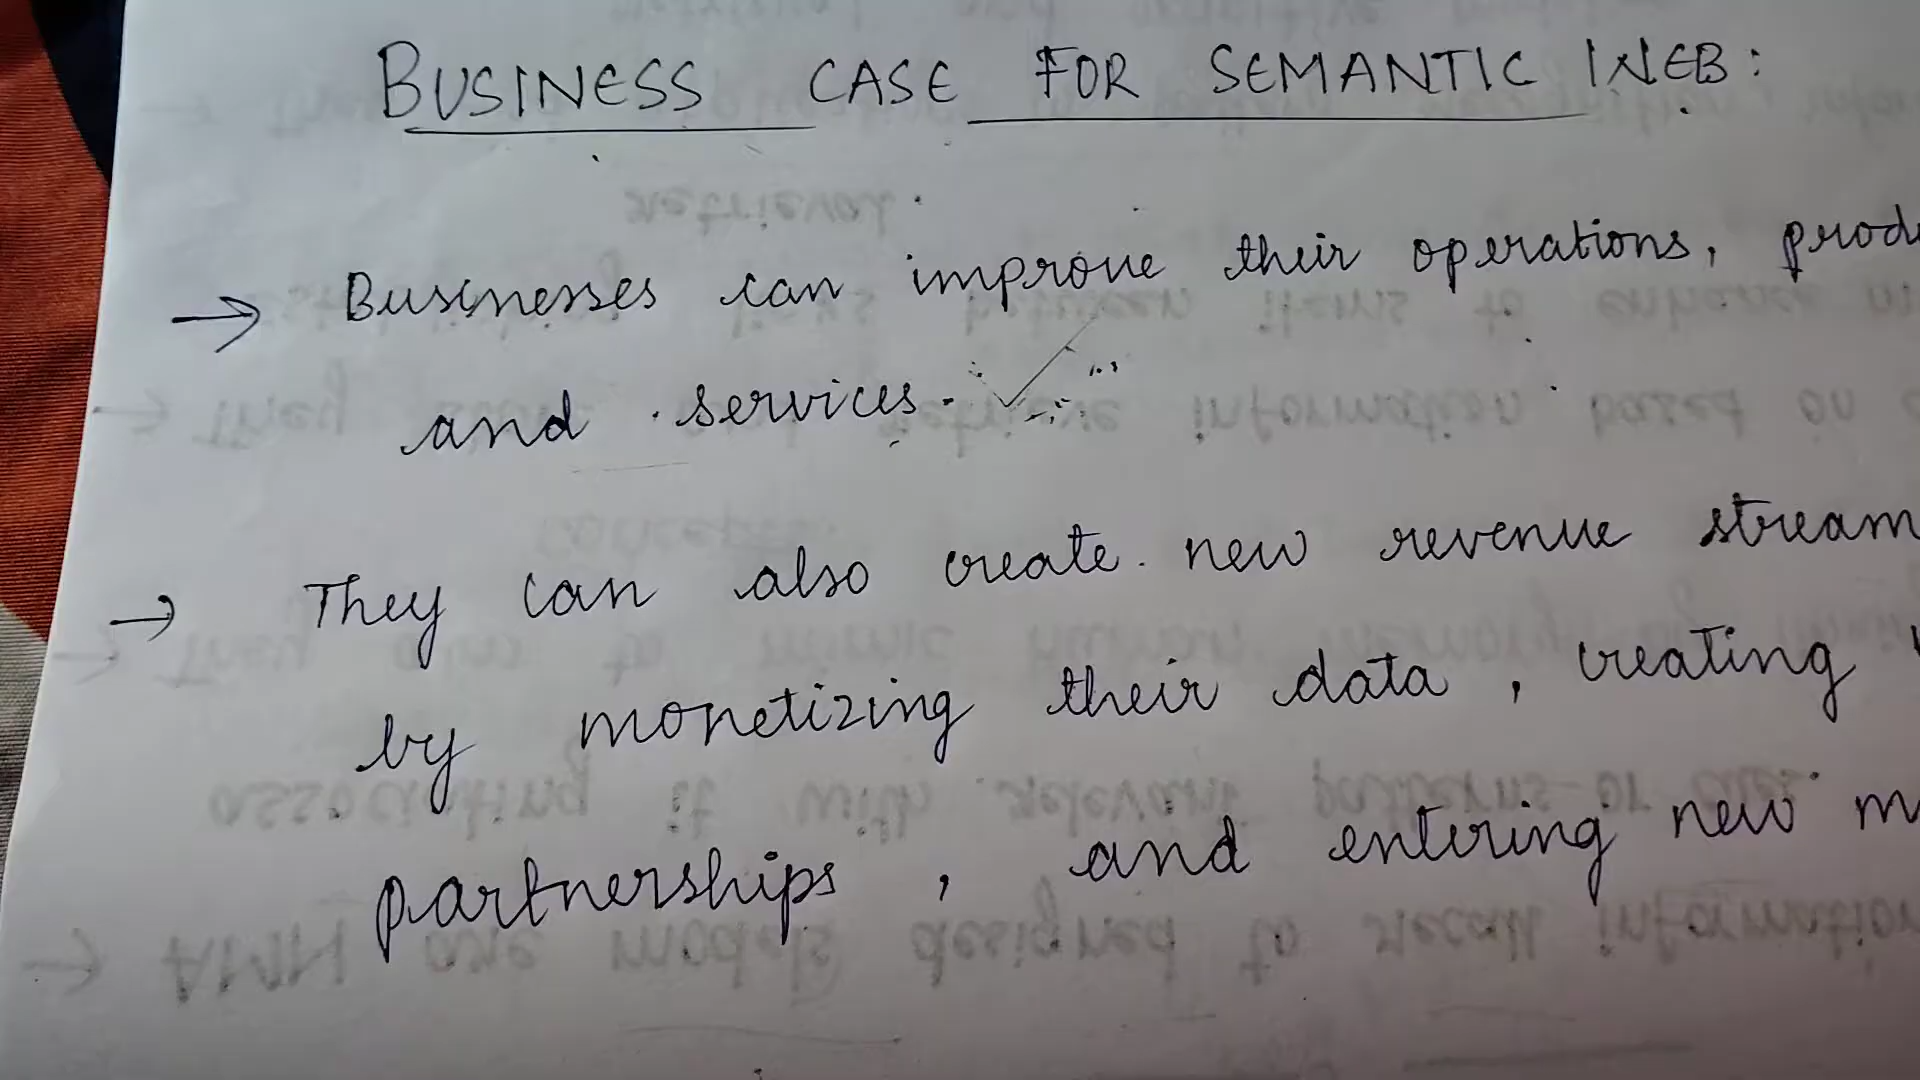 BUSINESS CASE FOR SEMANTIC WEB:
→ Businesses can improve their operations,
and services.
→ They can also create new revenue stream
by monetizing their data, creating
partnerships, and entering new